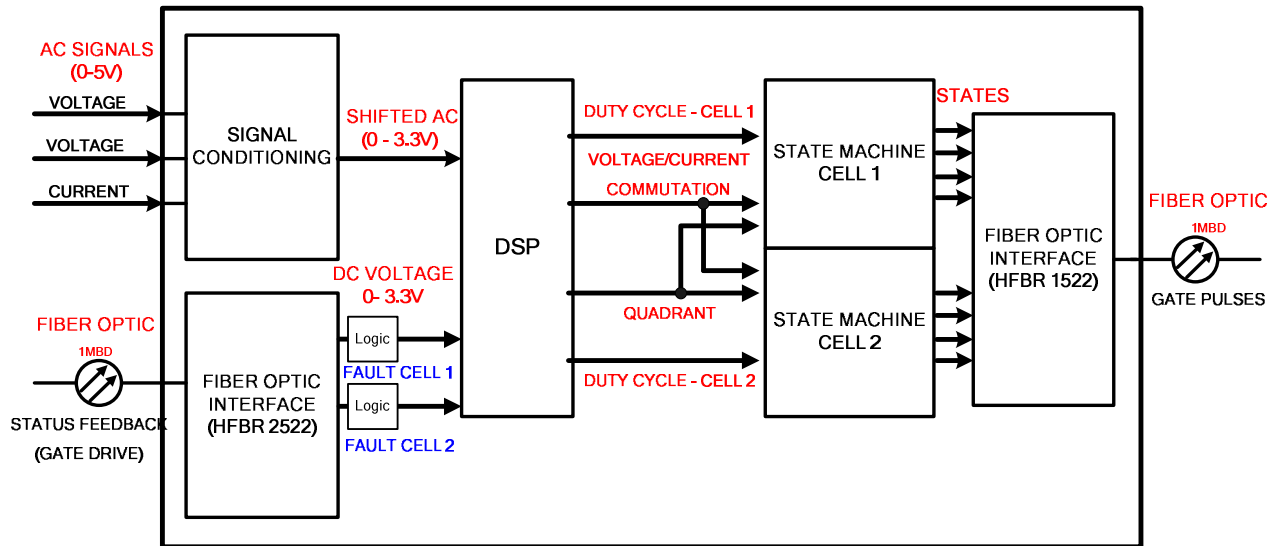 AC SIGNALS
(0-5V)
VOLTAGE
VOLTAGE
CURRENT
SIGNAL
CONDITIONING
SHIFTED AC
(0 - 3.3V)
DC VOLTAGE
0- 3.3V
FIBER OPTIC
1MBD
STATUS FEEDBACK
(GATE DRIVE)
FIBER OPTIC
INTERFACE
(HFBR 2522)
Logic
FAULT CELL 1
Logic
FAULT CELL 2
DSP
DUTY CYCLE - CELL 1
VOLTAGE/CURRENT
COMMUTATION
QUADRANT
DUTY CYCLE - CELL 2
STATE MACHINE
CELL 1
STATE MACHINE
CELL 2
STATES
FIBER OPTIC
INTERFACE
(HFBR 1522)
FIBER OPTIC
1MBD
GATE PULSES